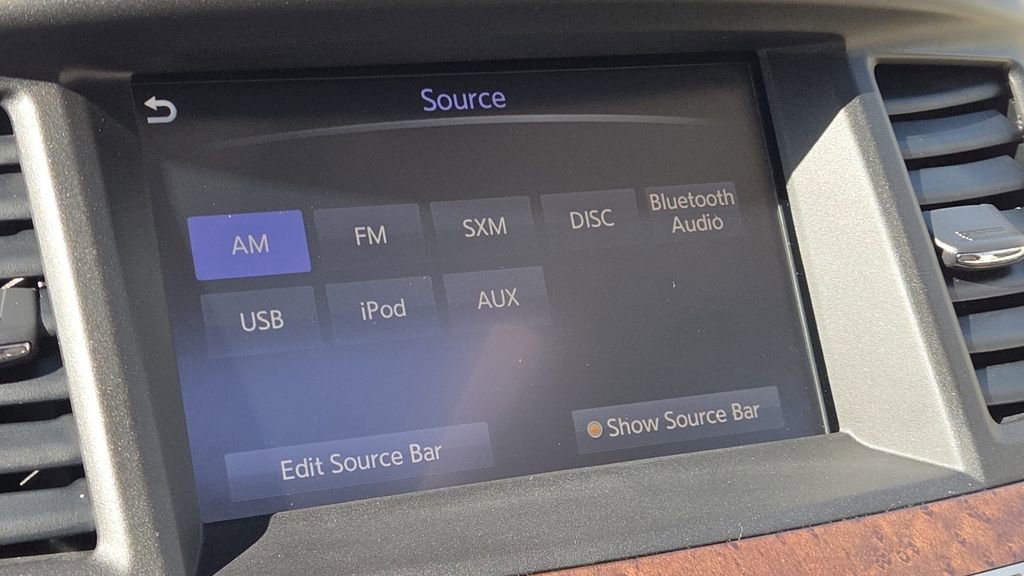 Source
AM
FM
SXM
DISC
Bluetooth
Audio
USB
iPod
AUX
Edit Source Bar
Show Source Bar